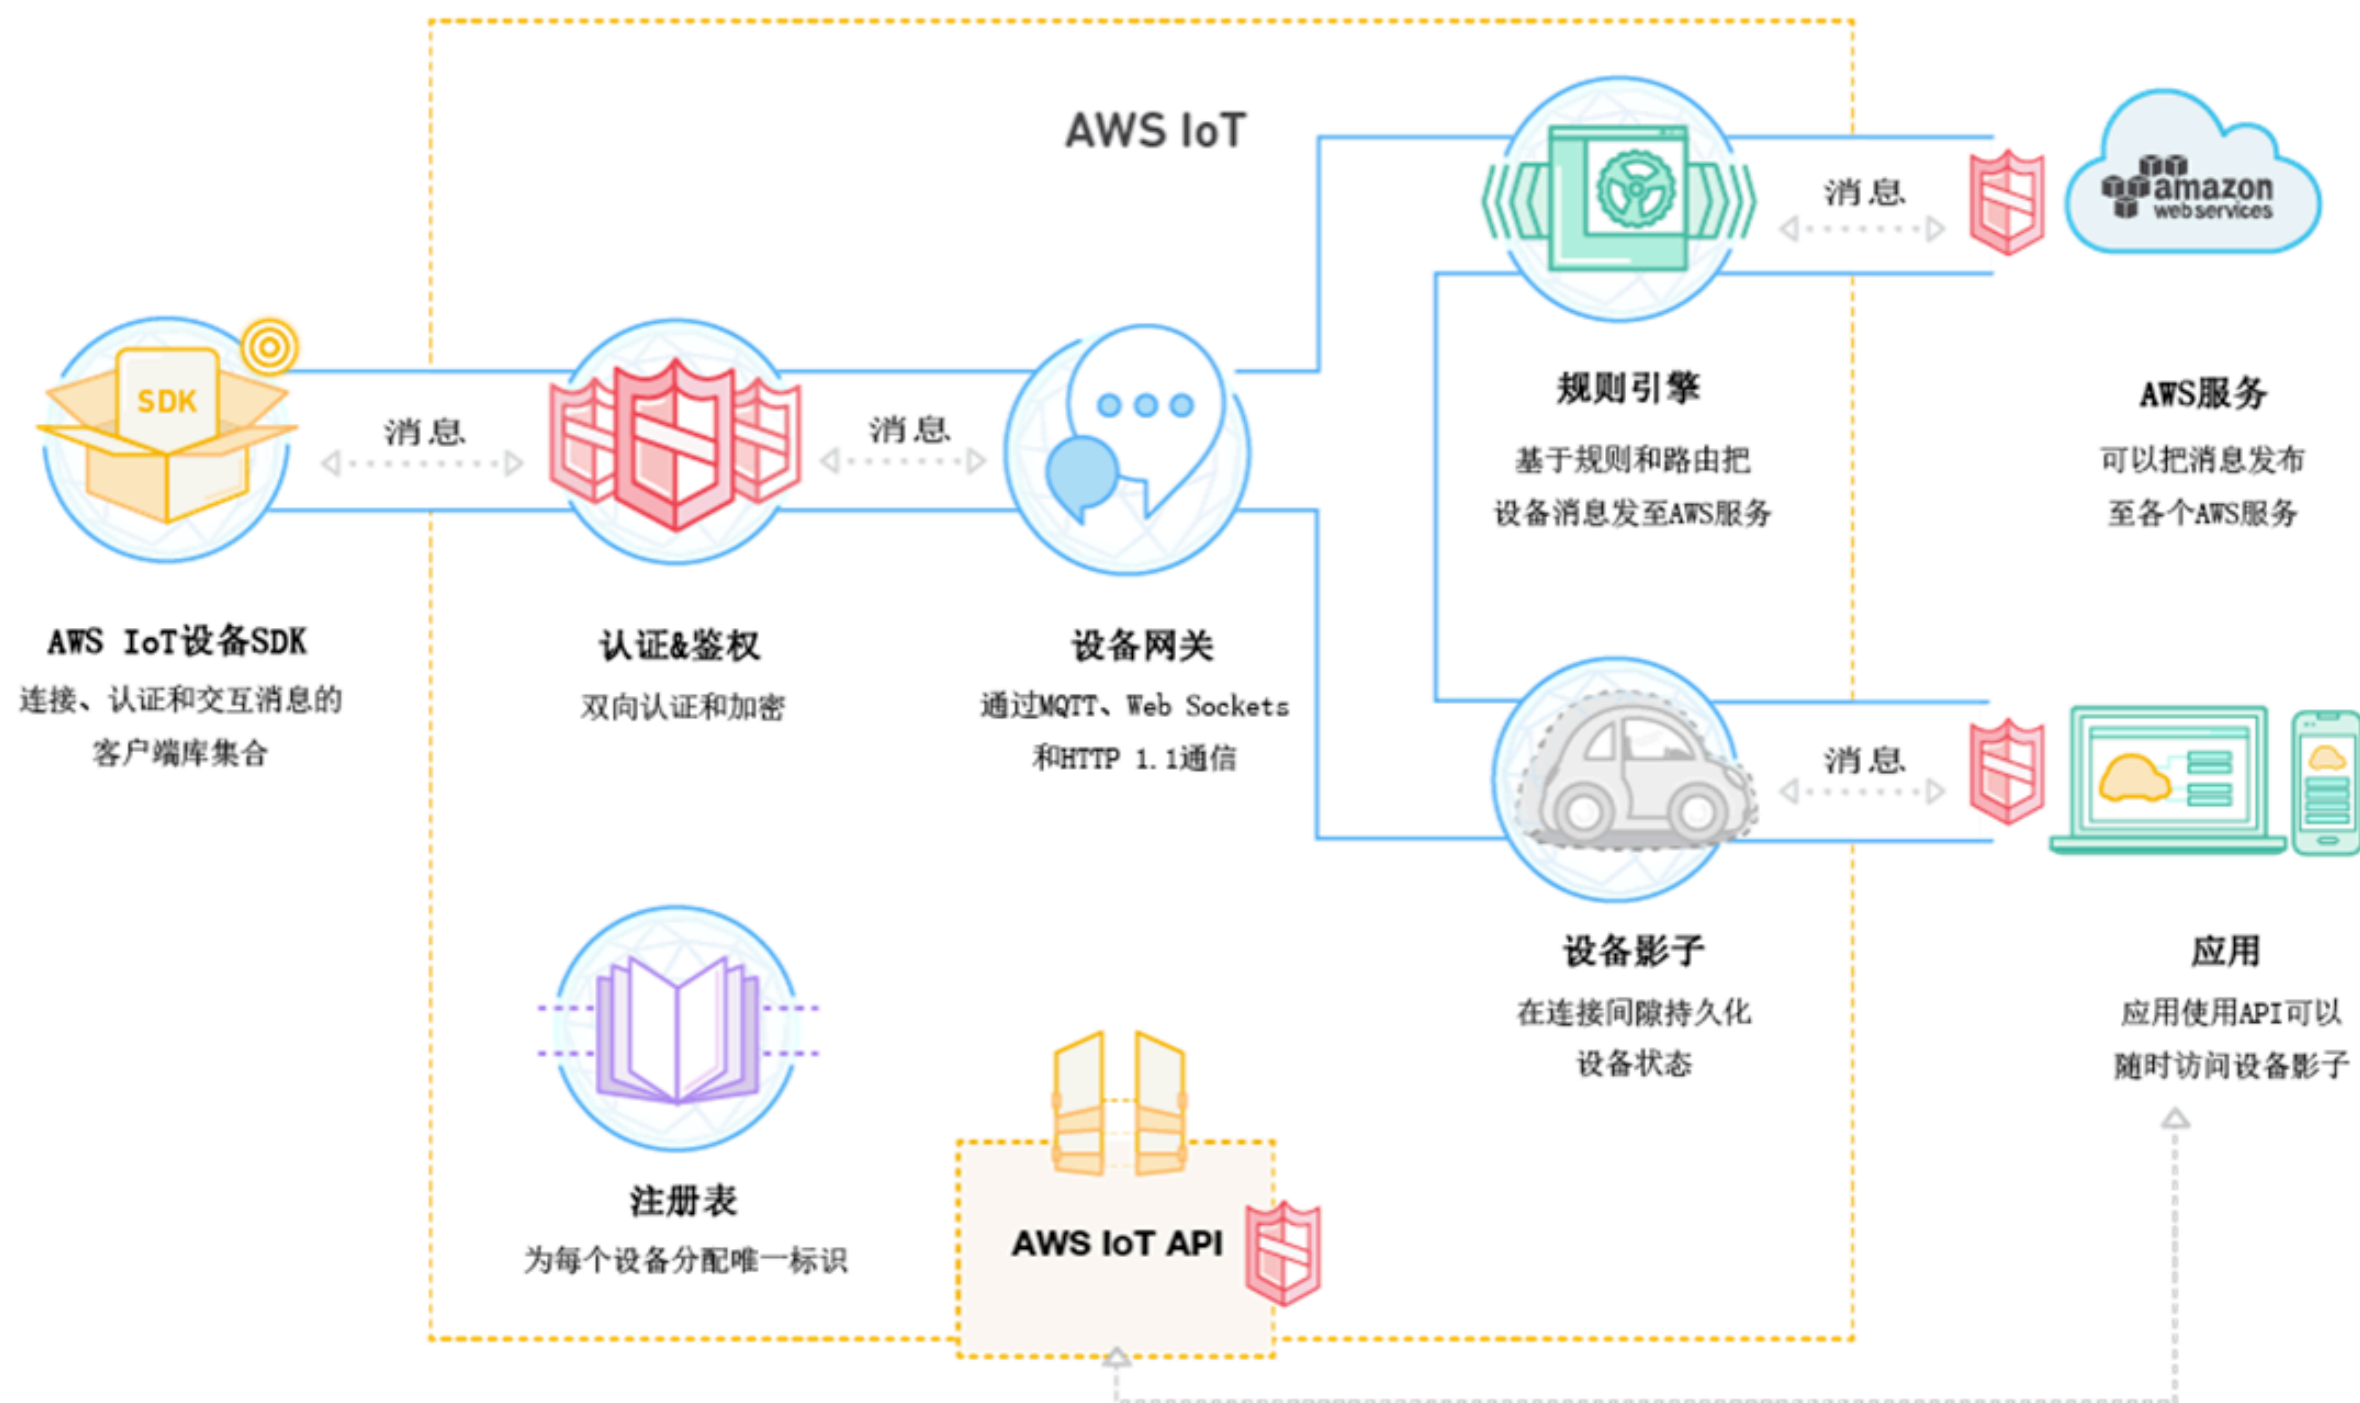 AWS IoT
SDK
消息
消息
消息
amazon
webservices
AWS IoT设备SDK
连接、认证和交互消息的
客户端库集合
认证&鉴权
双向认证和加密
设备网关
通过MQTT、Web Sockets
和HTTP 1.1通信
规则引擎
基于规则和路由把
设备消息发至AWS服务
AWS服务
可以把消息发布
至各个AWS服务
消息
设备影子
在连接间隙持久化
设备状态
应用
应用使用API可以
随时访问设备影子
注册表
为每个设备分配唯一标识
AWS IoT API